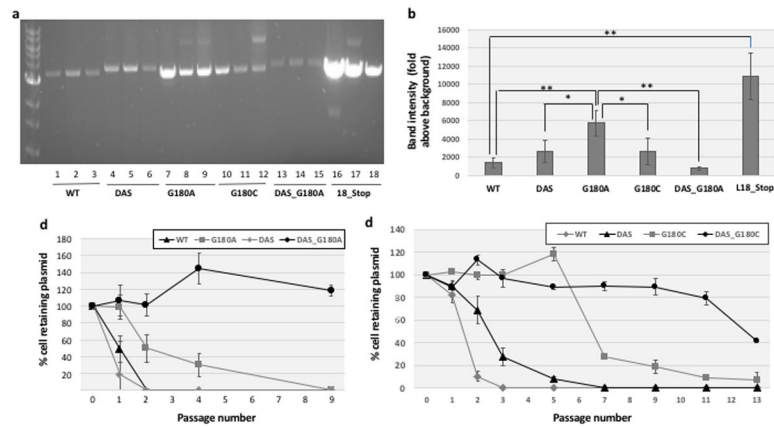 a
1 2 3 4 5 6 7 8 9 10 11 12 13 14 15 16 17 18
WT DAS G180A G180C DAS_G180A 18_Stop
b
Band intensity (fold above background)
16000
14000
12000
10000
8000
6000
4000
2000
0
** ** * * **
WT DAS G180A G180C DAS_G180A L18_Stop
d
WT G180A DAS DAS_G180A
% cell retaining plasmid
180
160
140
120
100
80
60
40
20
0 1 2 3 4 5 6 7 8 9
Passage number
d
WT DAS G180C DAS_G180C
% cell retaining plasmid
140
120
100
80
60
40
20
0
0 1 2 3 4 5 6 7 8 9 10 11 12 13
Passage number